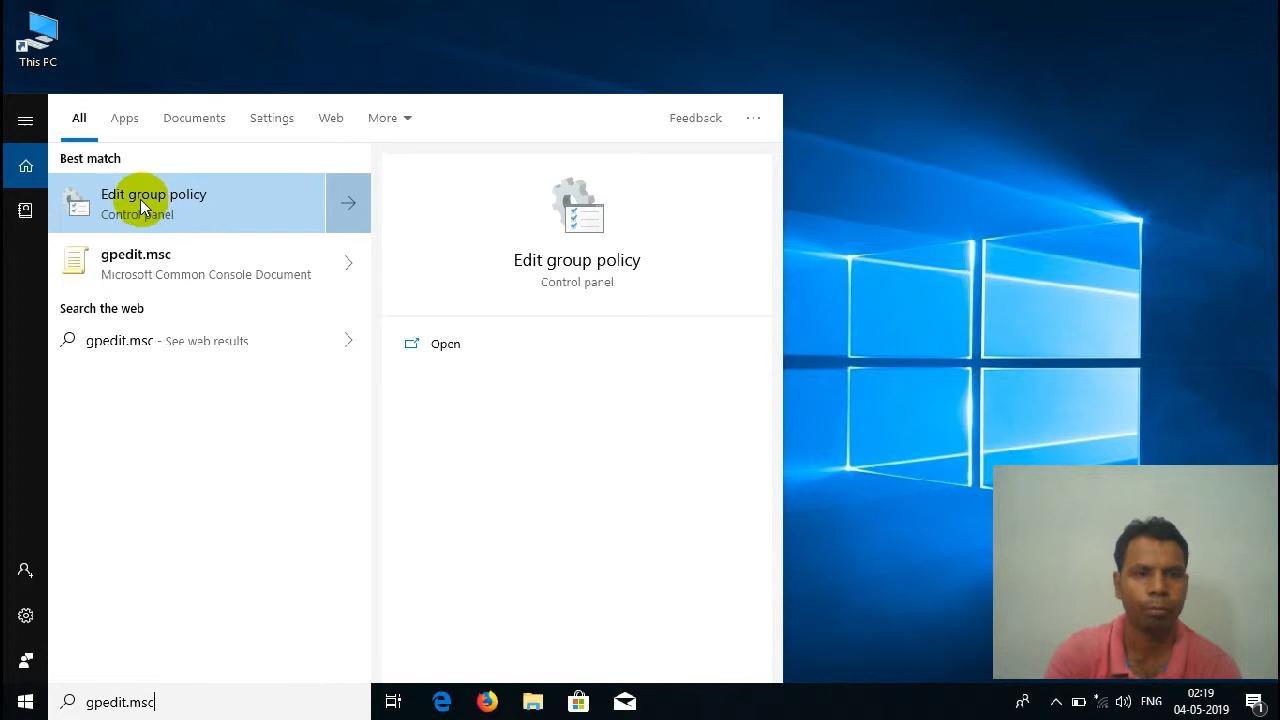 This PC
All
Apps
Documents
Settings
Web
More
Feedback
Best match
Edit group policy
Control panel
gpedit.msc
Microsoft Common Console Document
Search the web
gpedit.msc - See web results
Edit group policy
Control panel
Open
gpedit.msc
ENG
02:19
04-05-2019
1